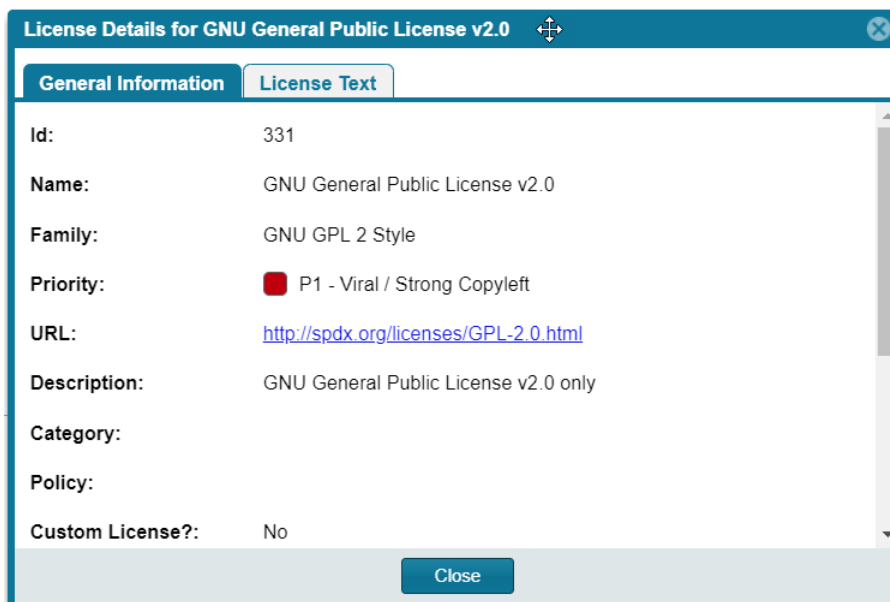 License Details for GNU General Public License v2.0
General Information License Text
Id: 331
Name: GNU General Public License v2.0
Family: GNU GPL 2 Style
Priority: P1 - Viral / Strong Copyleft
URL: http://spdx.org/licenses/GPL-2.0.html
Description: GNU General Public License v2.0 only
Category:
Policy:
Custom License?: No
Close